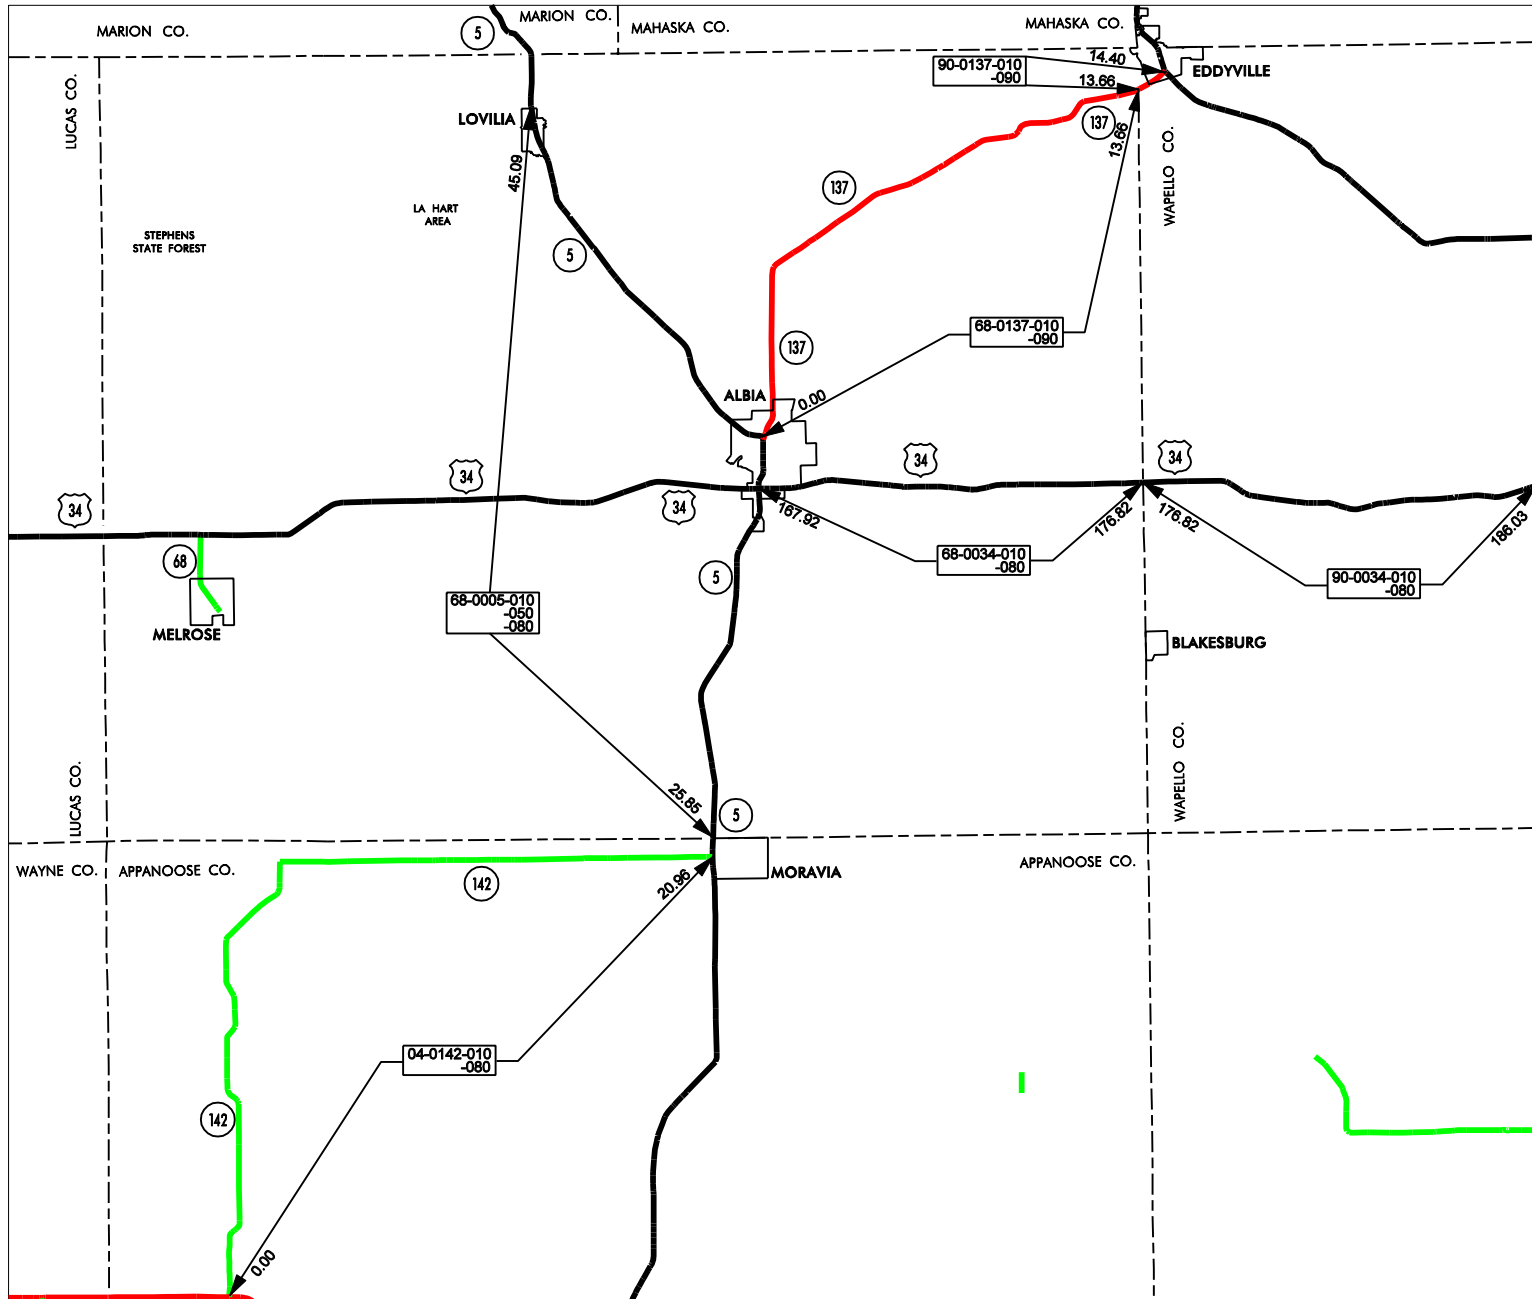 MARION CO.
5
MARION CO.
MAHASKA CO.
MAHASKA CO.
LUCAS CO.
90-0137-010
-090
14.40
13.66
EDDYVILLE
LOVILIA
45.09
137
13.66
WAPELLO CO.
137
LA HART
AREA
STEPHENS
STATE FOREST
5
68-0137-010
-090
137
ALBIA
0.00
34
34
34
34
34
167.92
176.82
176.82
186.03
68
68-0034-010
-080
5
90-0034-010
-080
68-0005-010
-050
-080
MELROSE
BLAKESBURG
LUCAS CO.
WAPELLO CO.
25.85
5
WAYNE CO.
APPANOOSE CO.
APPANOOSE CO.
142
20.96
MORAVIA
04-0142-010
-080
142
0.00